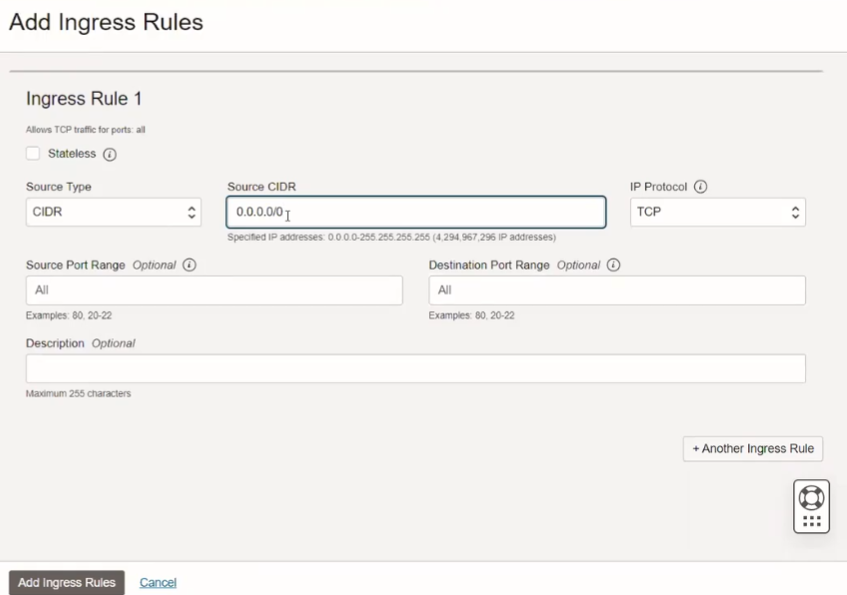 Add Ingress Rules
Ingress Rule 1
Allows TCP traffic for ports: all
Stateless
Source Type
Source CIDR
IP Protocol
CIDR
0.0.0.0/0
TCP
Specified IP addresses: 0.0.0.0-255.255.255.255 (4,294,967,296 IP addresses)
Source Port Range Optional
Destination Port Range Optional
All
All
Examples: 80, 20-22
Examples: 80, 20-22
Description Optional
Maximum 255 characters
+ Another Ingress Rule
Add Ingress Rules
Cancel